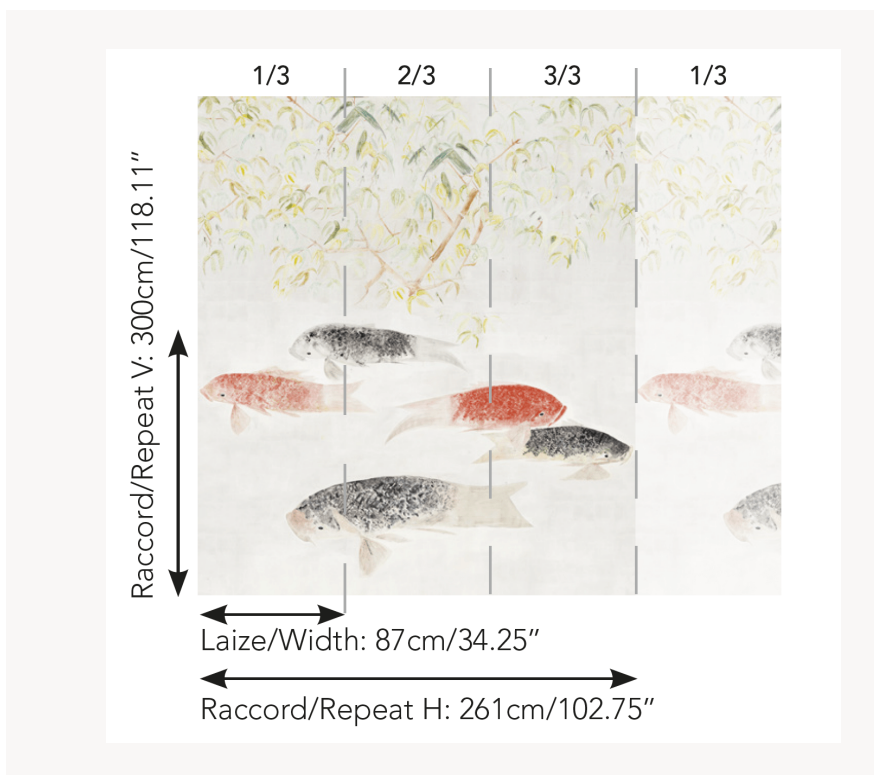 1/3 2/3 3/3 1/3
Raccord/Repeat V: 300cm/118.11”
Laize/Width: 87cm/34.25”
Raccord/Repeat H: 261cm/102.75”